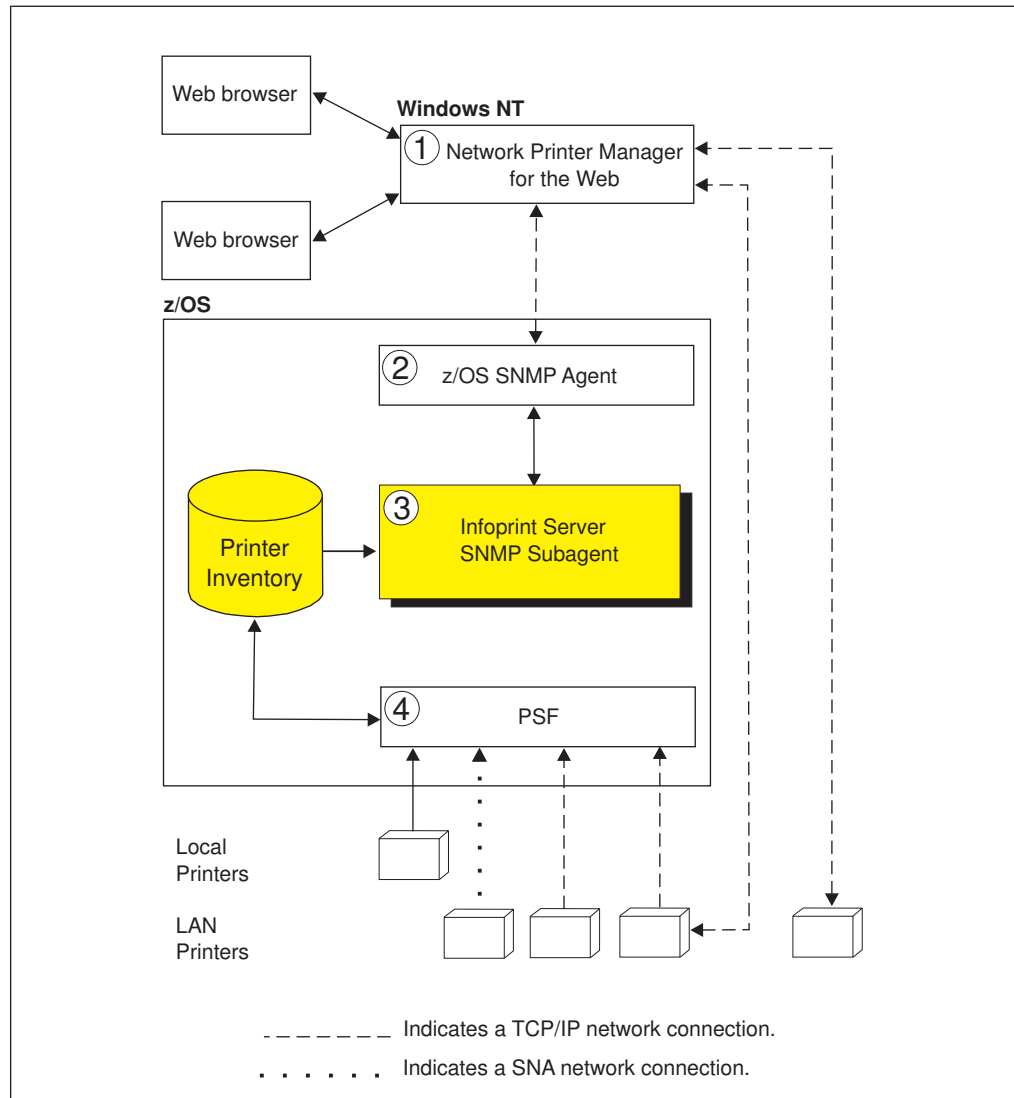 Web browser
Windows NT
1
Network Printer Manager
for the Web
Web browser
z/OS
2
z/OS SNMP Agent
3
Infoprint Server
SNMP Subagent
Printer
Inventory
4
PSF
Local
Printers
LAN
Printers
Indicates a TCP/IP network connection.
Indicates a SNA network connection.